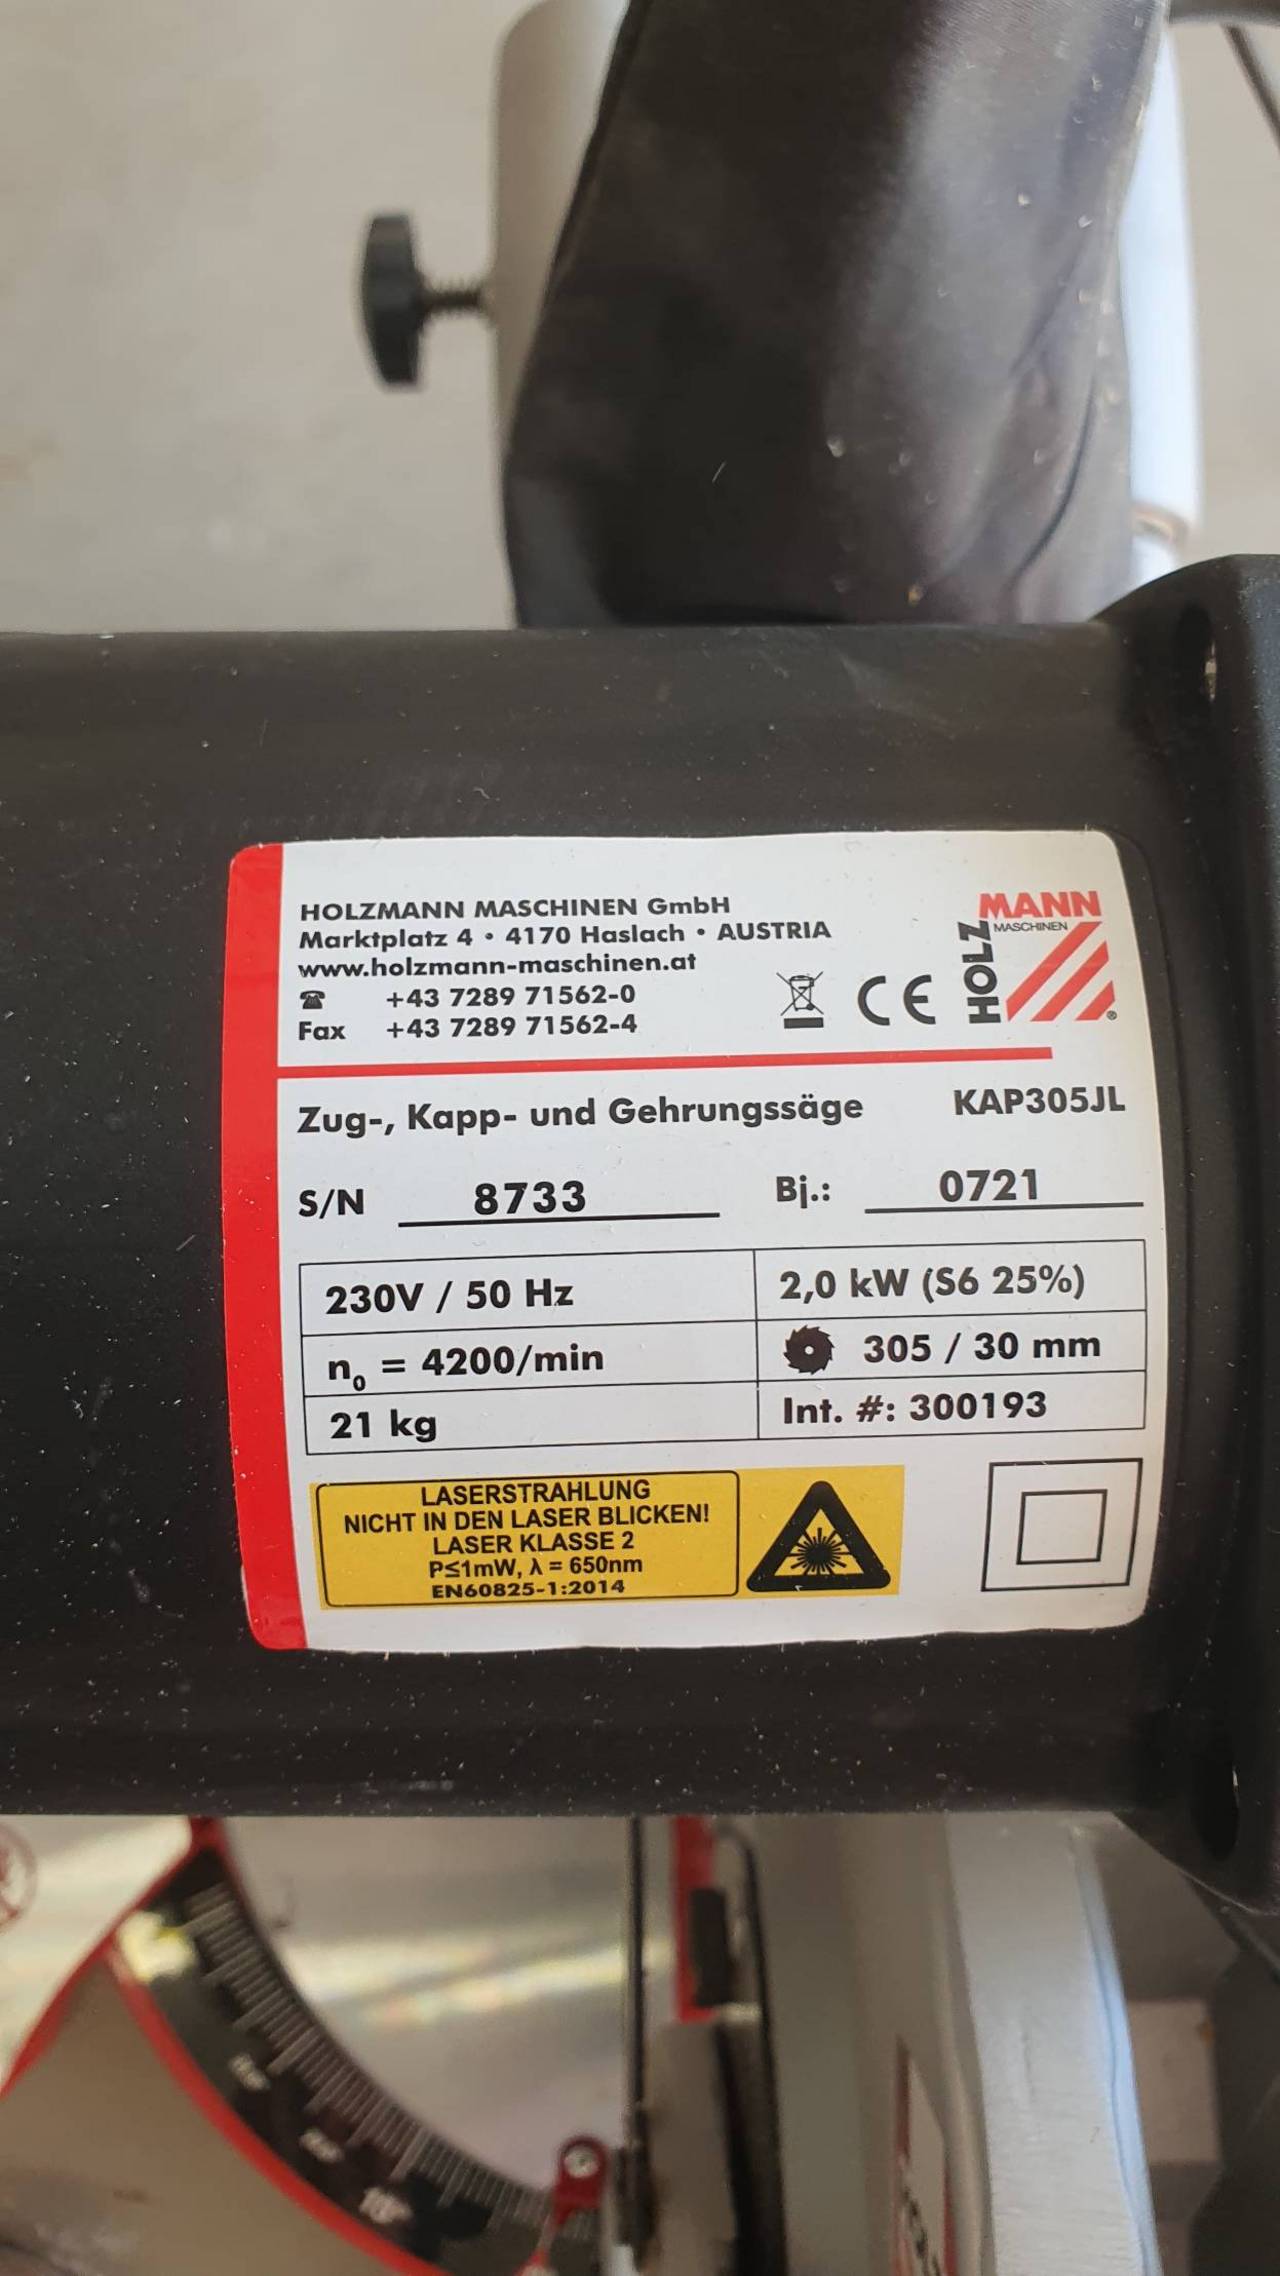 HOLZMANN MASCHINEN GmbH
Marktplatz 4 • 4170 Haslach • AUSTRIA
www.holzmann-maschinen.at
☎ +43 7289 71562-0
Fax +43 7289 71562-4
CE
HOLZ
MANN
MASCHINEN
®
Zug-, Kapp- und Gehrungssäge KAP305JL
S/N 8733 Bj.: 0721
230V / 50 Hz 2,0 kW (S6 25%)
n₀ = 4200/min 305 / 30 mm
21 kg Int. #: 300193
LASERSTRAHLUNG
NICHT IN DEN LASER BLICKEN!
LASER KLASSE 2
P≤1mW, λ = 650nm
EN60825-1:2014